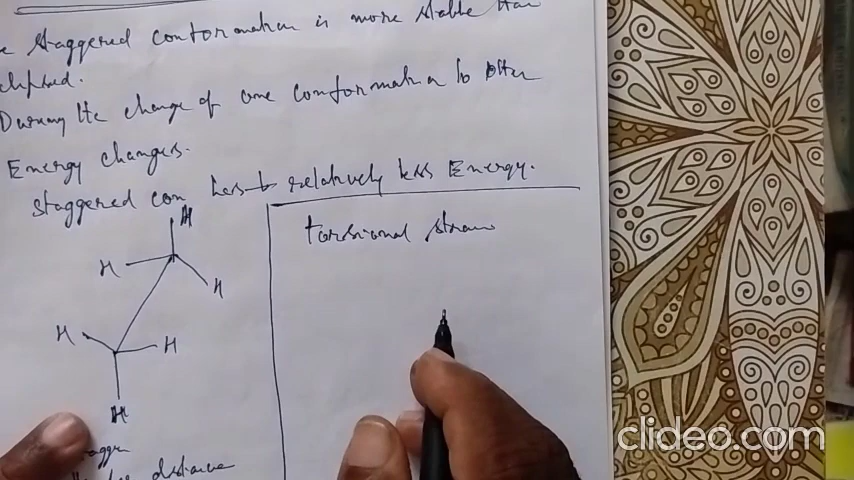 Staggered conformation is more stable than
During the change of one conformation to other
Energy changes.
Staggered con has relatively less Energy.
torsional strain
H
H
H
H
H
H
distance
clideo.com